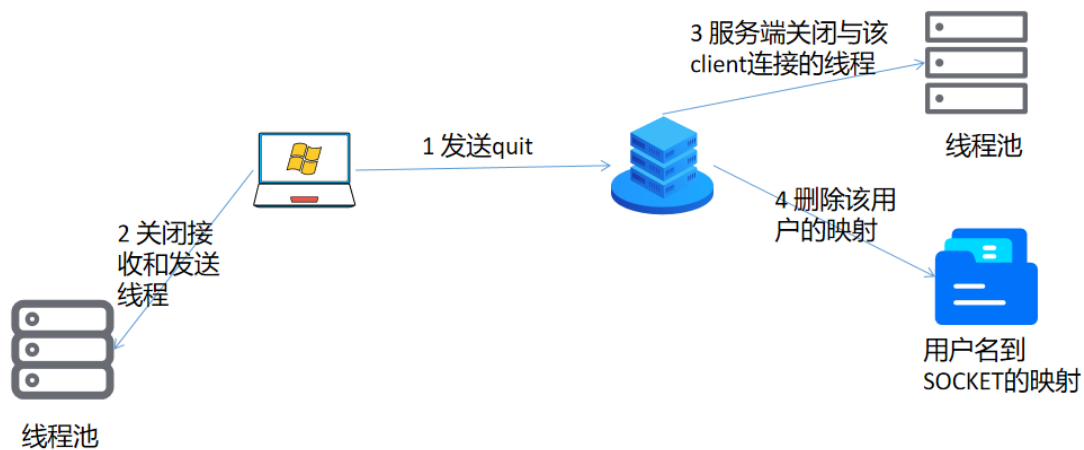 3 服务端关闭与该
client连接的线程
线程池
1 发送quit
4 删除该用
户的映射
2 关闭接
收和发送
线程
用户名到
SOCKET的映射
线程池